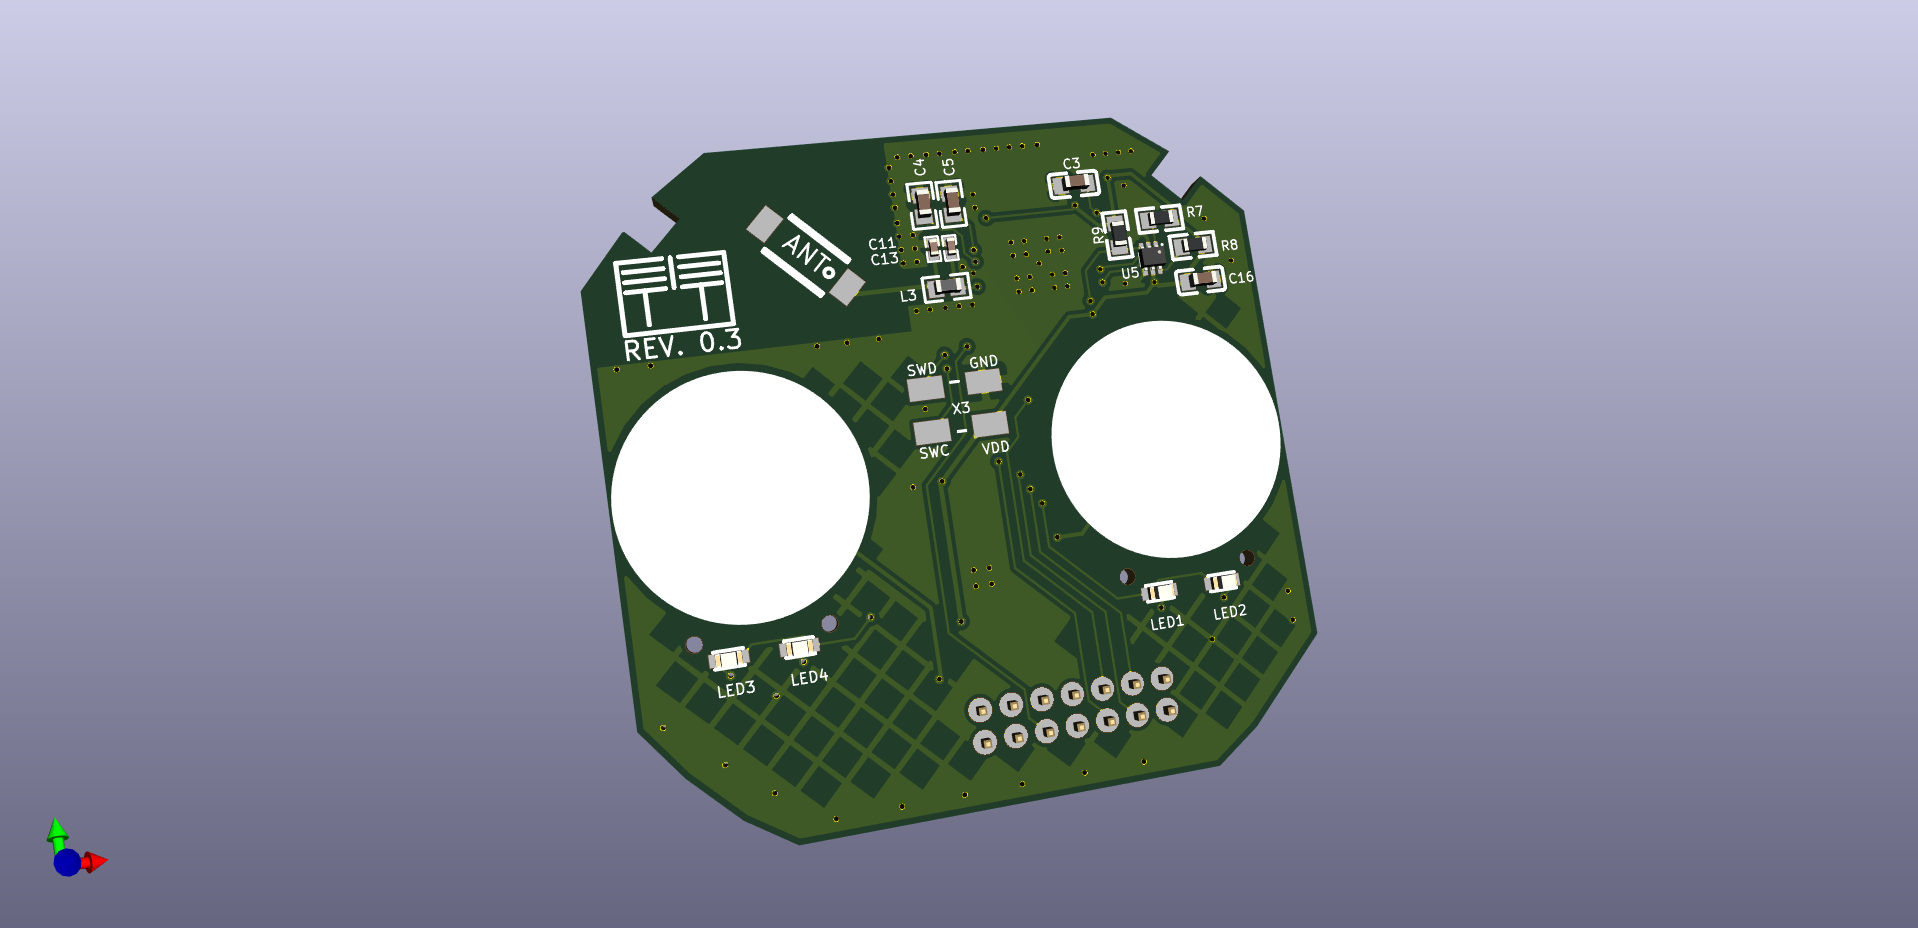 C4
C5
C3
R7
R9
R8
C11
C13
ANT
U5
C16
L3
REV. 0.3
SWD
GND
X3
SWC
VDD
LED1
LED2
LED3
LED4